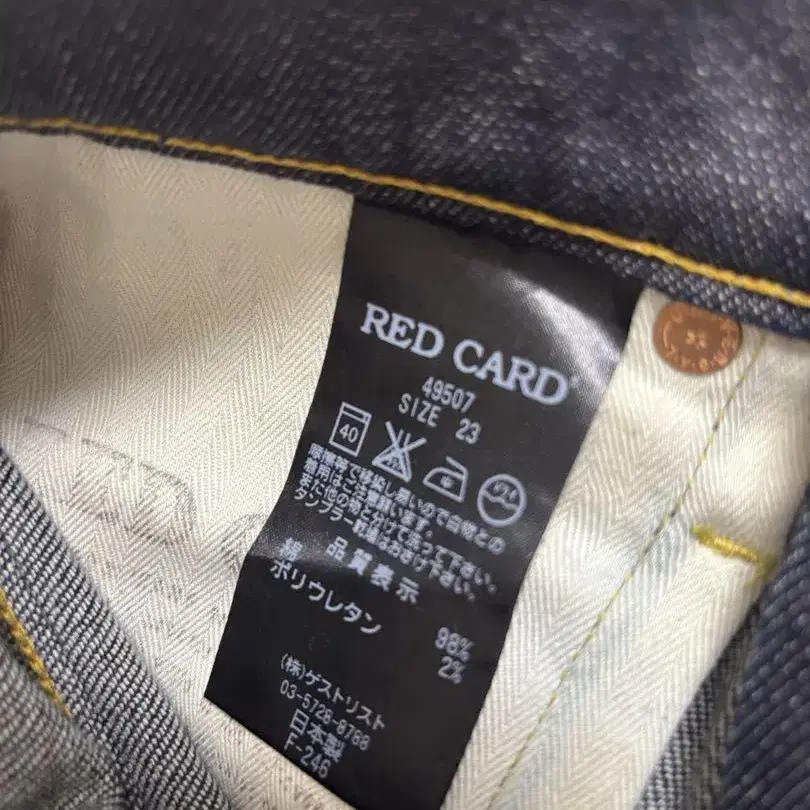 RED CARD
49507
SIZE 23
40
摩擦等で移染し易いので白物との
着用はご注意願います。
また他の物と分けて洗って下さい。
タンブラー乾燥はお避け下さい。
品質表示
綿 98%
ポリウレタン 2%
(株)ゲストリスト
03-5728-8788
日本製
F-246